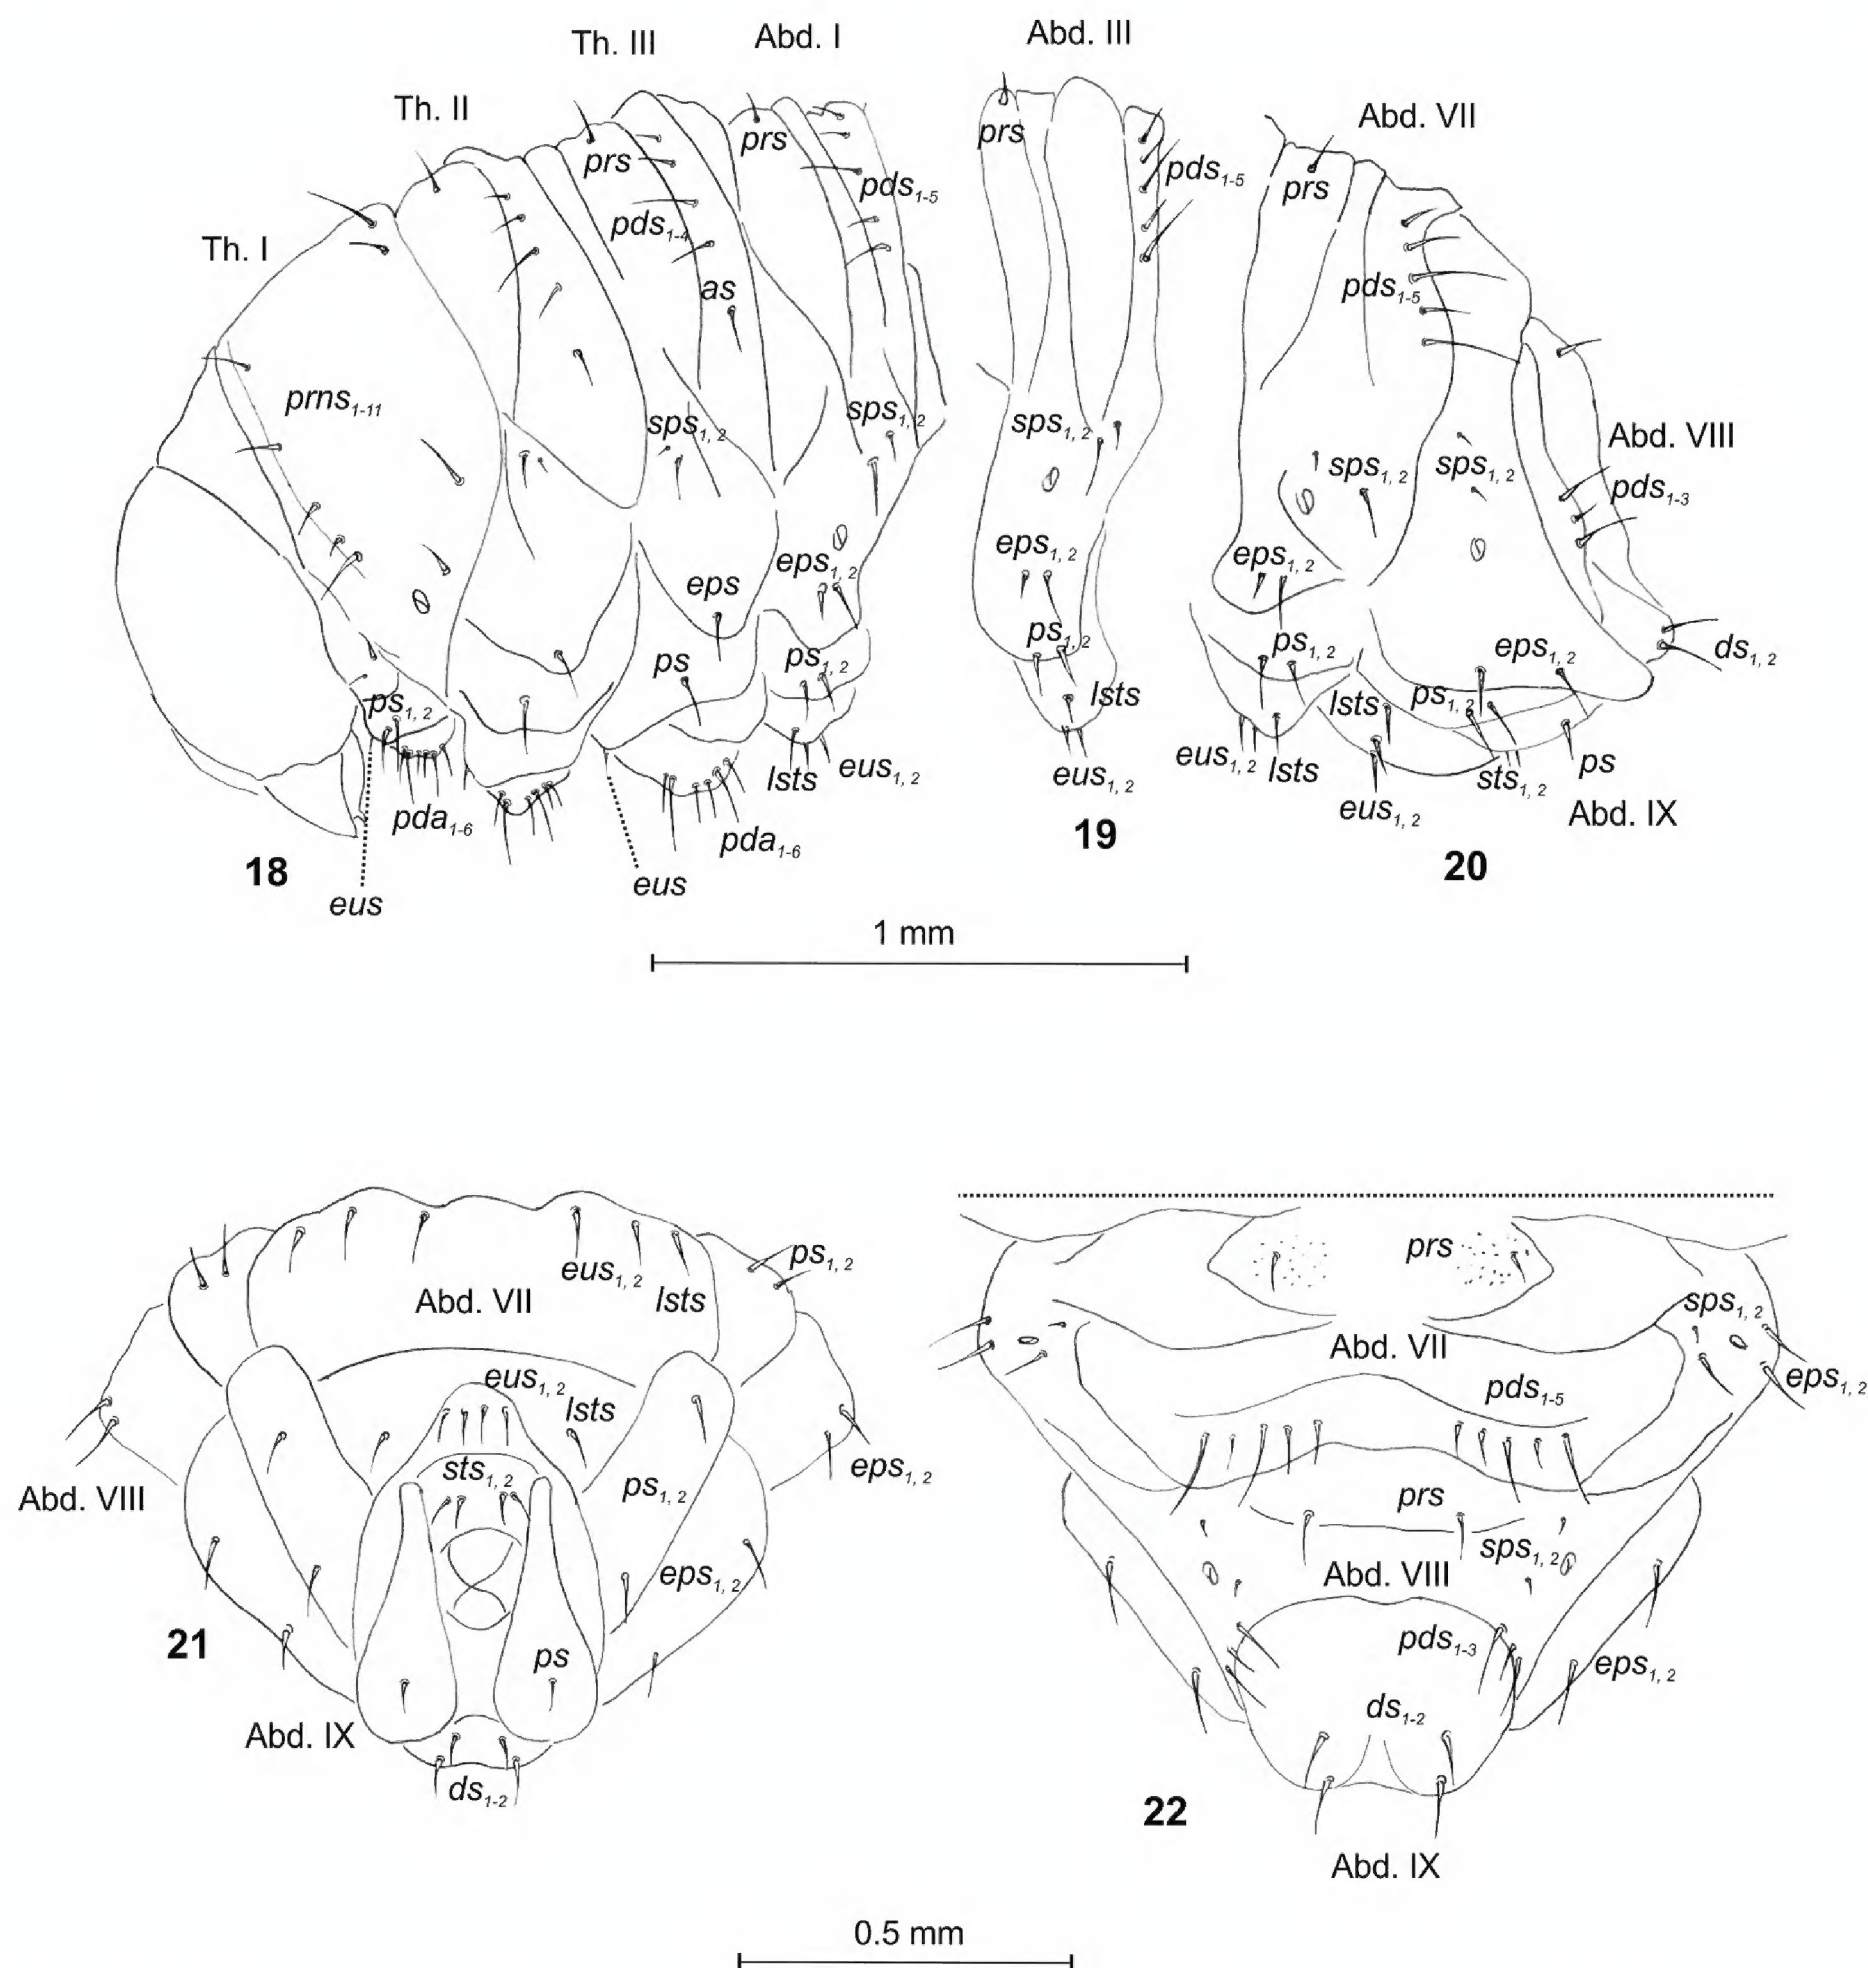 Th. I
Th. II
Th. III
Abd. I
prs
prs
pds1-4
pds1-5
as
prns1-11
sps1, 2
sps1, 2
eps
eps1, 2
ps
ps1, 2
ps1, 2
pda1-6
pda1-6
lsts
eus1, 2
eus
eus
18
Abd. III
prs
pds1-5
sps1, 2
eps1, 2
ps1, 2
lsts
eus1, 2
19
Abd. VII
prs
pds1-5
Abd. VIII
sps1, 2
sps1, 2
pds1-3
eps1, 2
ps1, 2
eps1, 2
ds1, 2
lsts
ps1, 2
eus1, 2
lsts
sts1, 2
ps
eus1, 2
Abd. IX
20
1 mm
eus1, 2
lsts
ps1, 2
Abd. VII
eus1, 2
lsts
sts1, 2
ps1, 2
eps1, 2
Abd. VIII
eps1, 2
21
ps
Abd. IX
ds1-2
prs
sps1, 2
Abd. VII
eps1, 2
pds1-5
prs
sps1, 2
Abd. VIII
pds1-3
eps1, 2
ds1-2
22
Abd. IX
0.5 mm